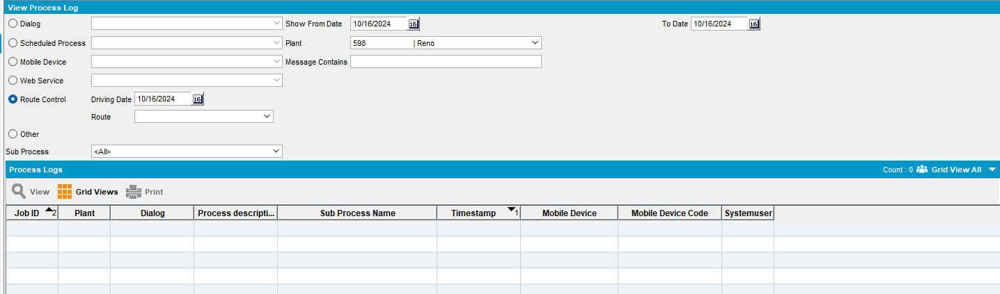 View Process Log
Dialog Show From Date 10/16/2024 16 To Date 10/16/2024 16
Scheduled Process Plant 598 | Reno
Mobile Device Message Contains
Web Service
Route Control Driving Date 10/16/2024 16
Route
Other
Sub Process <All>
Process Logs Count : 0 Grid View All
View Grid Views Print
Job ID 2 Plant Dialog Process descripti... Sub Process Name Timestamp 1 Mobile Device Mobile Device Code Systemuser